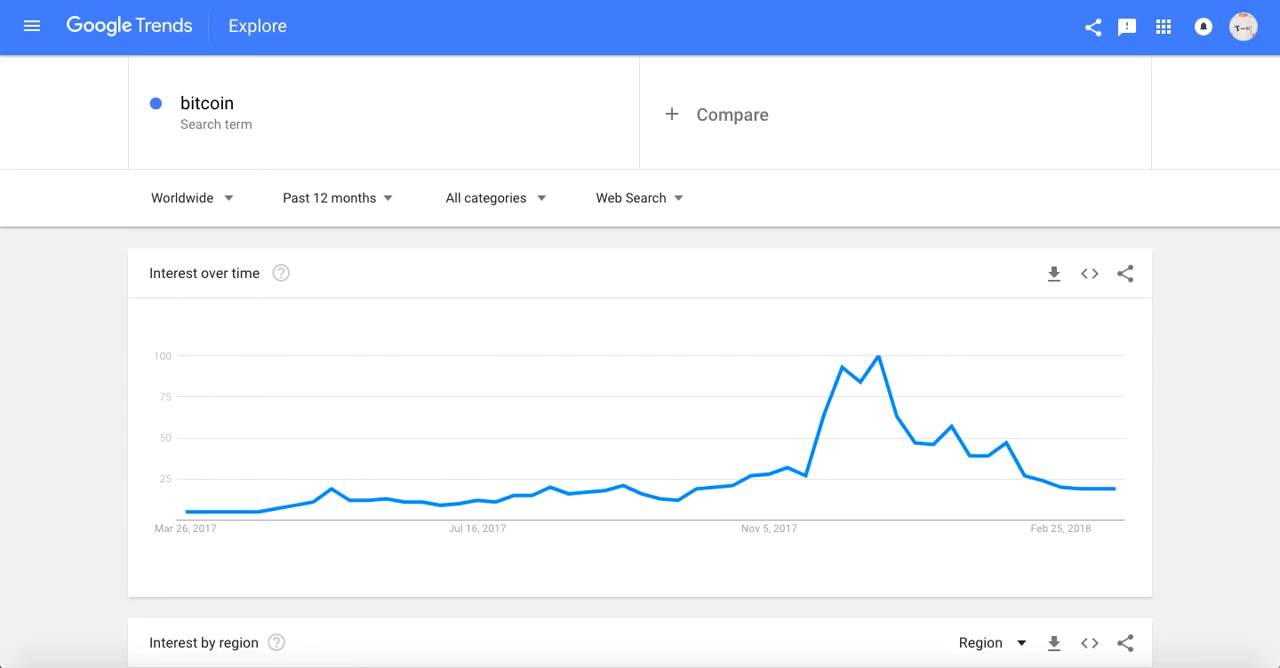 Google Trends Explore
bitcoin
Search term
+ Compare
Worldwide Past 12 months All categories Web Search
Interest over time ?
100
75
50
25
Mar 26, 2017 Jul 16, 2017 Nov 5, 2017 Feb 25, 2018
Interest by region ? Region